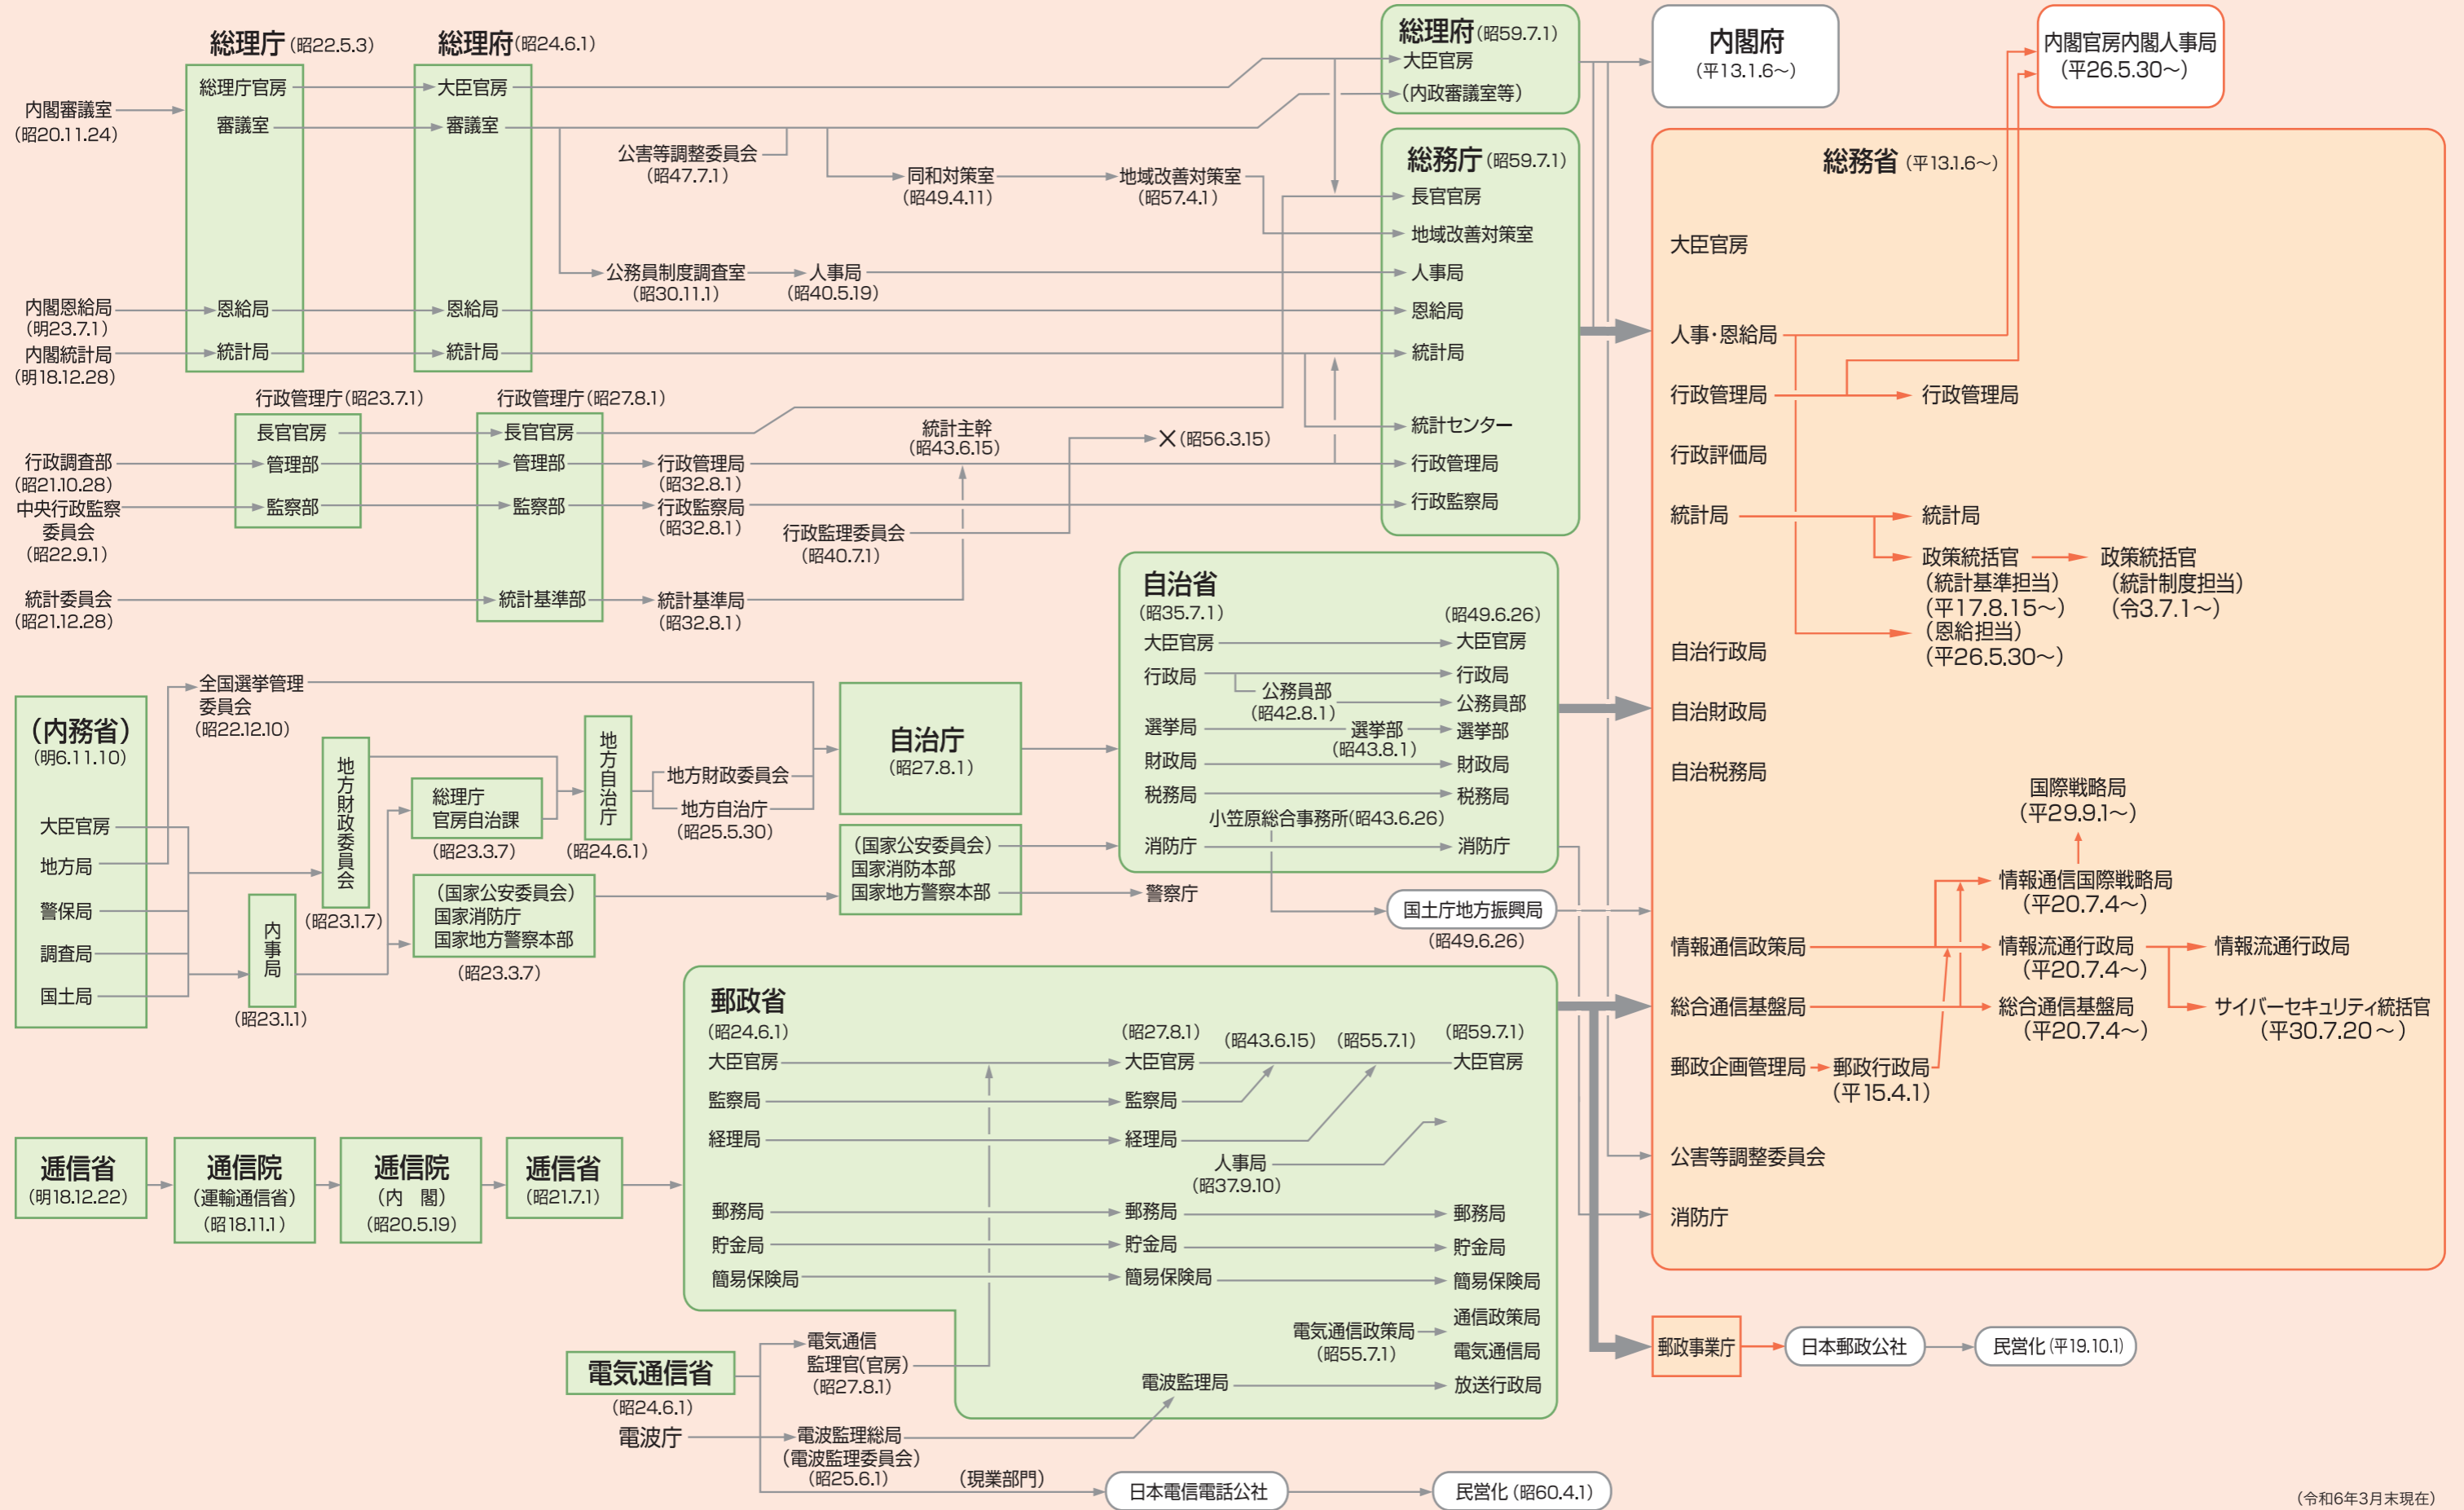 総理庁(昭22.5.3)
総理庁官房
審議室
恩給局
統計局
内閣審議室
(昭20.11.24)
内閣恩給局
(明23.7.1)
内閣統計局
(明18.12.28)
総理府(昭24.6.1)
大臣官房
審議室
恩給局
統計局
公害等調整委員会
(昭47.7.1)
同和対策室
(昭49.4.11)
地域改善対策室
(昭57.4.1)
公務員制度調査室
(昭30.11.1)
人事局
(昭40.5.19)
総理府(昭59.7.1)
大臣官房
(内政審議室等)
総務庁(昭59.7.1)
長官官房
地域改善対策室
人事局
恩給局
統計局
統計センター
行政管理局
行政監察局
行政管理庁(昭23.7.1)
長官官房
管理部
監察部
行政調査部
(昭21.10.28)
中央行政監察
委員会
(昭22.9.1)
統計委員会
(昭21.12.28)
行政管理庁(昭27.8.1)
長官官房
管理部
監察部
統計基準部
行政管理局
(昭32.8.1)
行政監察局
(昭32.8.1)
統計基準局
(昭32.8.1)
統計主幹
(昭43.6.15)
行政監理委員会
(昭40.7.1)
×(昭56.3.15)
(内務省)
(明6.11.10)
大臣官房
地方局
警保局
調査局
国土局
全国選挙管理
委員会
(昭22.12.10)
地方財政委員会
(昭23.1.7)
内事局
(昭23.1.1)
総理庁
官房自治課
(昭23.3.7)
(国家公安委員会)
国家消防庁
国家地方警察本部
(昭23.3.7)
地方自治庁
(昭24.6.1)
地方財政委員会
地方自治庁
(昭25.5.30)
自治庁
(昭27.8.1)
(国家公安委員会)
国家消防本部
国家地方警察本部
警察庁
自治省
(昭35.7.1)
(昭49.6.26)
大臣官房
大臣官房
行政局
行政局
公務員部
(昭42.8.1)
公務員部
選挙局
選挙部
(昭43.8.1)
選挙部
財政局
財政局
税務局
税務局
小笠原総合事務所(昭43.6.26)
消防庁
消防庁
国土庁地方振興局
(昭49.6.26)
逓信省
(明18.12.22)
通信院
(運輸通信省)
(昭18.11.1)
逓信院
(内 閣)
(昭20.5.19)
逓信省
(昭21.7.1)
郵政省
(昭24.6.1)
(昭27.8.1)
(昭43.6.15)
(昭55.7.1)
(昭59.7.1)
大臣官房
大臣官房
大臣官房
監察局
監察局
経理局
経理局
人事局
(昭37.9.10)
郵務局
郵務局
郵務局
貯金局
貯金局
貯金局
簡易保険局
簡易保険局
簡易保険局
電気通信政策局
(昭55.7.1)
通信政策局
電気通信局
電波監理局
放送行政局
電気通信省
(昭24.6.1)
電波庁
電気通信
監理官(官房)
(昭27.8.1)
電波監理総局
(電波監理委員会)
(昭25.6.1)
(現業部門)
日本電信電話公社
民営化(昭60.4.1)
内閣府
(平13.1.6~)
内閣官房内閣人事局
(平26.5.30~)
総務省(平13.1.6~)
大臣官房
人事・恩給局
行政管理局
行政管理局
行政評価局
統計局
統計局
政策統括官
(統計基準担当)
(平17.8.15~)
政策統括官
(統計制度担当)
(令3.7.1~)
(恩給担当)
(平26.5.30~)
自治行政局
自治財政局
自治税務局
国際戦略局
(平29.9.1~)
情報通信国際戦略局
(平20.7.4~)
情報通信政策局
情報流通行政局
(平20.7.4~)
情報流通行政局
総合通信基盤局
総合通信基盤局
(平20.7.4~)
サイバーセキュリティ統括官
(平30.7.20~)
郵政企画管理局
郵政行政局
(平15.4.1)
公害等調整委員会
消防庁
郵政事業庁
日本郵政公社
民営化(平19.10.1)
(令和6年3月末現在)